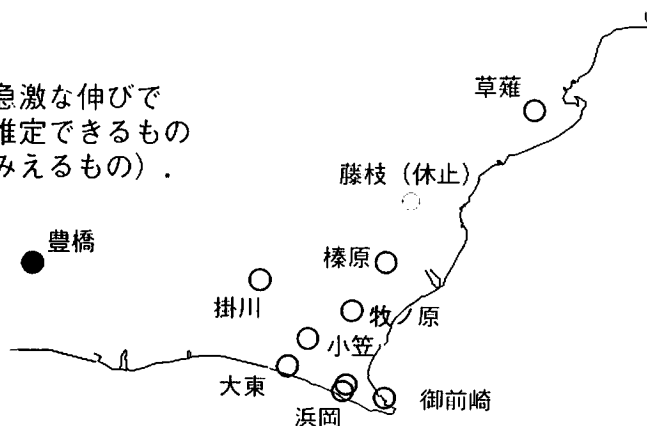 急激な伸びで
推定できるもの
みえるもの）．
草薙
藤枝（休止）
豊橋
榛原
掛川
牧ノ原
小笠
大東
浜岡
御前崎